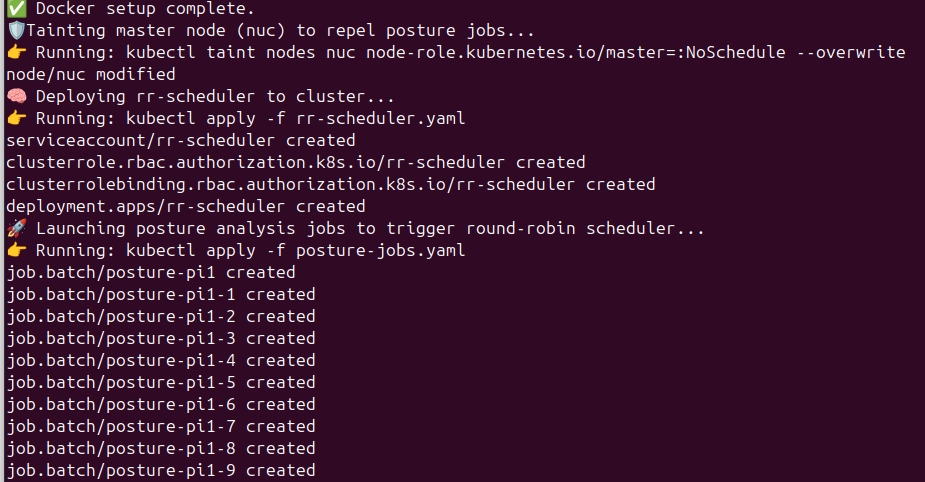 ✅ Docker setup complete.
🛡️Tainting master node (nuc) to repel posture jobs...
👉 Running: kubectl taint nodes nuc node-role.kubernetes.io/master=:NoSchedule --overwrite
node/nuc modified
🧠 Deploying rr-scheduler to cluster...
👉 Running: kubectl apply -f rr-scheduler.yaml
serviceaccount/rr-scheduler created
clusterrole.rbac.authorization.k8s.io/rr-scheduler created
clusterrolebinding.rbac.authorization.k8s.io/rr-scheduler created
deployment.apps/rr-scheduler created
🚀 Launching posture analysis jobs to trigger round-robin scheduler...
👉 Running: kubectl apply -f posture-jobs.yaml
job.batch/posture-pi1 created
job.batch/posture-pi1-1 created
job.batch/posture-pi1-2 created
job.batch/posture-pi1-3 created
job.batch/posture-pi1-4 created
job.batch/posture-pi1-5 created
job.batch/posture-pi1-6 created
job.batch/posture-pi1-7 created
job.batch/posture-pi1-8 created
job.batch/posture-pi1-9 created